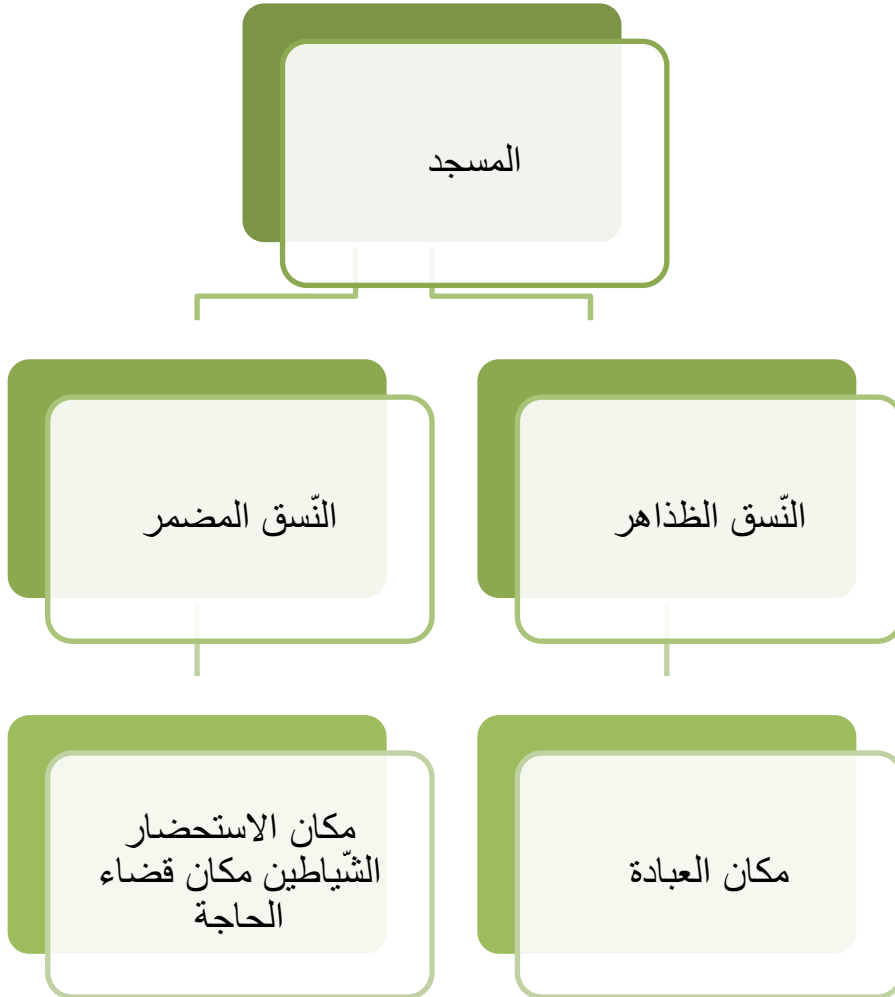 المسجد
النّسق الظذاهر
النّسق المضمر
مكان العبادة
مكان الاستحضار
الشّياطين مكان قضاء
الحاجة